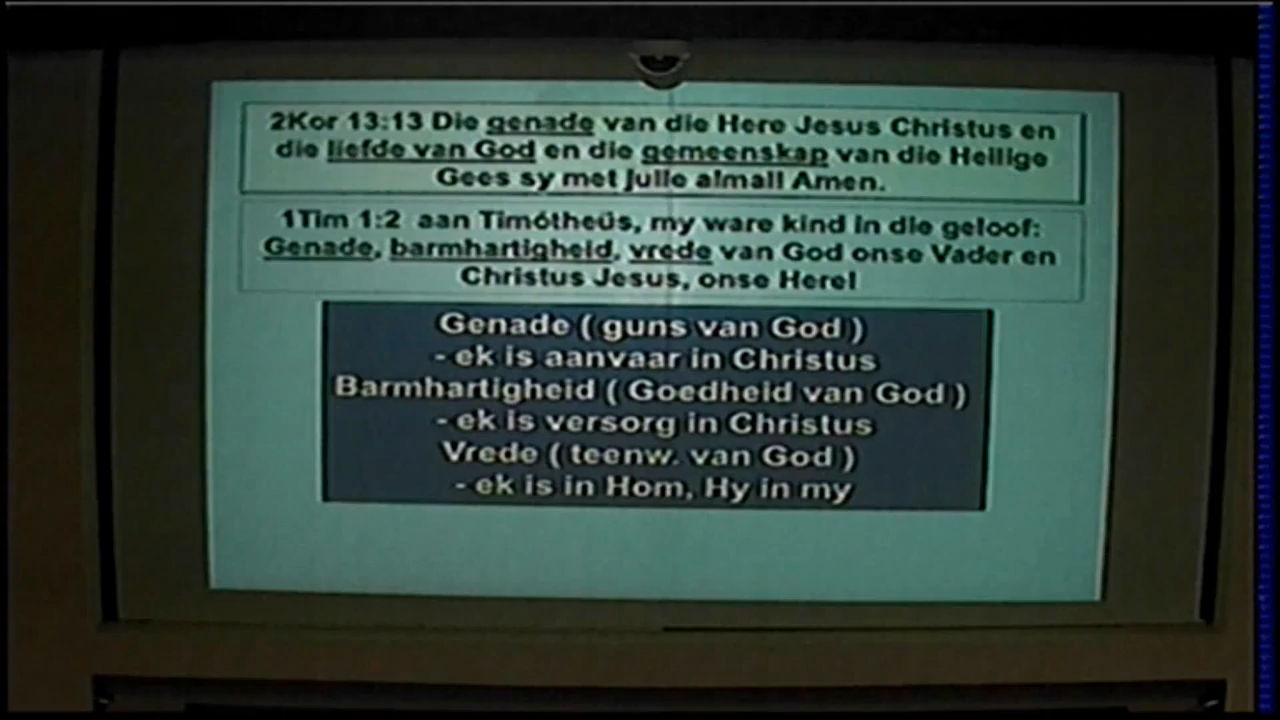 2Kor 13:13 Die genade van die Here Jesus Christus en
die liefde van God en die gemeenskap van die Heilige
Gees sy met julle almal! Amen.
1Tim 1:2 aan Timótheüs, my ware kind in die geloof:
Genade, barmhartigheid, vrede van God onse Vader en
Christus Jesus, onse Here!
Genade ( guns van God )
- ek is aanvaar in Christus
Barmhartigheid ( Goedheid van God )
- ek is versorg in Christus
Vrede ( teenw. van God )
- ek is in Hom, Hy in my